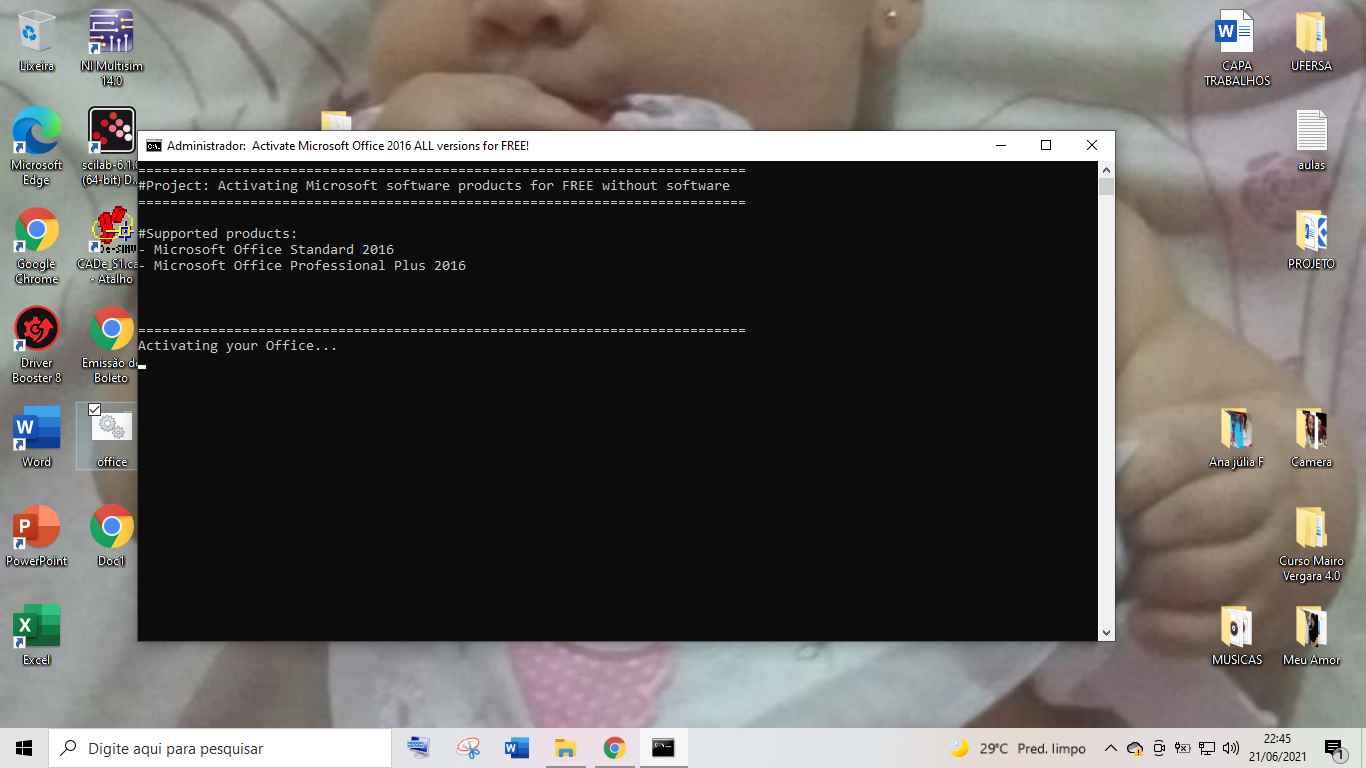 Lixeira
NI Multisim
14.0
Microsoft
Edge
scilab-6.1.0
(64-bit) D...
Google
Chrome
CADe_S1.ca
- Atalho
Driver
Booster 8
Emissão de
Boleto
Word
office
PowerPoint
Doc1
Excel
Administrador:  Activate Microsoft Office 2016 ALL versions for FREE!
============================================================================
#Project: Activating Microsoft software products for FREE without software
============================================================================
#Supported products:
- Microsoft Office Standard 2016
- Microsoft Office Professional Plus 2016
============================================================================
Activating your Office...
CAPA
TRABALHOS
UFERSA
aulas
PROJETO
Ana júlia F
Camera
Curso Mairo
Vergara 4.0
MUSICAS
Meu Amor
Digite aqui para pesquisar
29°C  Pred. limpo
22:45
21/06/2021
1